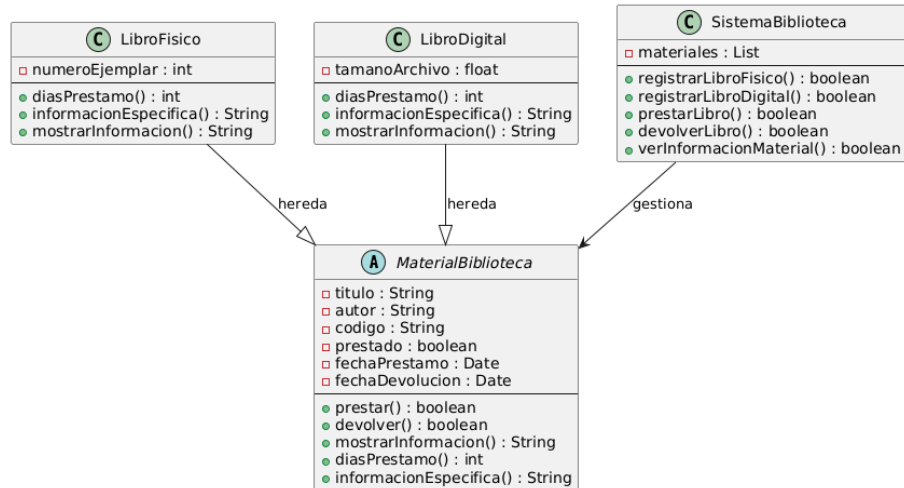 C LibroFisico
numeroEjemplar : int
diasPrestamo() : int
informacionEspecifica() : String
mostrarInformacion() : String
C LibroDigital
tamanoArchivo : float
diasPrestamo() : int
informacionEspecifica() : String
mostrarInformacion() : String
C SistemaBiblioteca
materiales : List
registrarLibroFisico() : boolean
registrarLibroDigital() : boolean
prestarLibro() : boolean
devolverLibro() : boolean
verInformacionMaterial() : boolean
hereda
hereda
gestiona
A MaterialBiblioteca
titulo : String
autor : String
codigo : String
prestado : boolean
fechaPrestamo : Date
fechaDevolucion : Date
prestar() : boolean
devolver() : boolean
mostrarInformacion() : String
diasPrestamo() : int
informacionEspecifica() : String